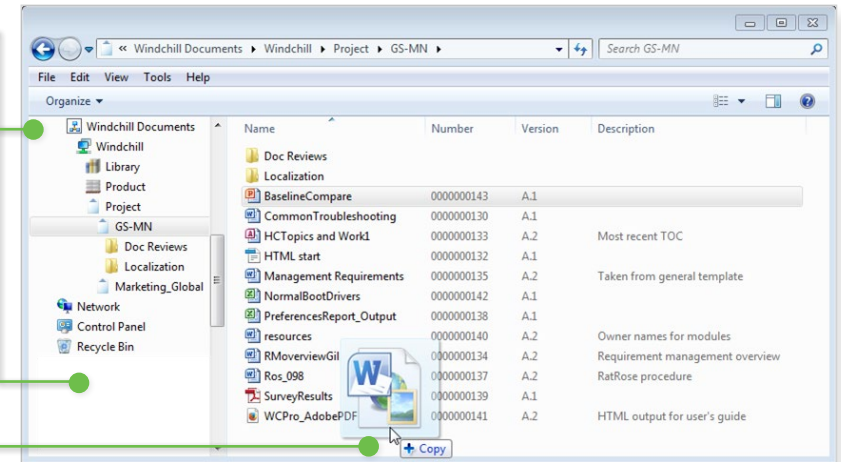 « Windchill Documents ▸ Windchill ▸ Project ▸ GS-MN ▸
Search GS-MN
File Edit View Tools Help
Organize
Windchill Documents
Windchill
Library
Product
Project
GS-MN
Doc Reviews
Localization
Marketing_Global
Network
Control Panel
Recycle Bin
Name Number Version Description
Doc Reviews
Localization
BaselineCompare 0000000143 A.1
CommonTroubleshooting 0000000130 A.1
HCTopics and Work1 0000000133 A.2 Most recent TOC
HTML start 0000000132 A.1
Management Requirements 0000000135 A.2 Taken from general template
NormalBootDrivers 0000000142 A.1
PreferencesReport_Output 0000000138 A.1
resources 0000000140 A.2 Owner names for modules
RMoverviewGil 0000000134 A.2 Requirement management overview
Ros_098 0000000137 A.2 RatRose procedure
SurveyResults 0000000139 A.1
WCPro_AdobePDF 0000000141 A.2 HTML output for user's guide
W
Copy